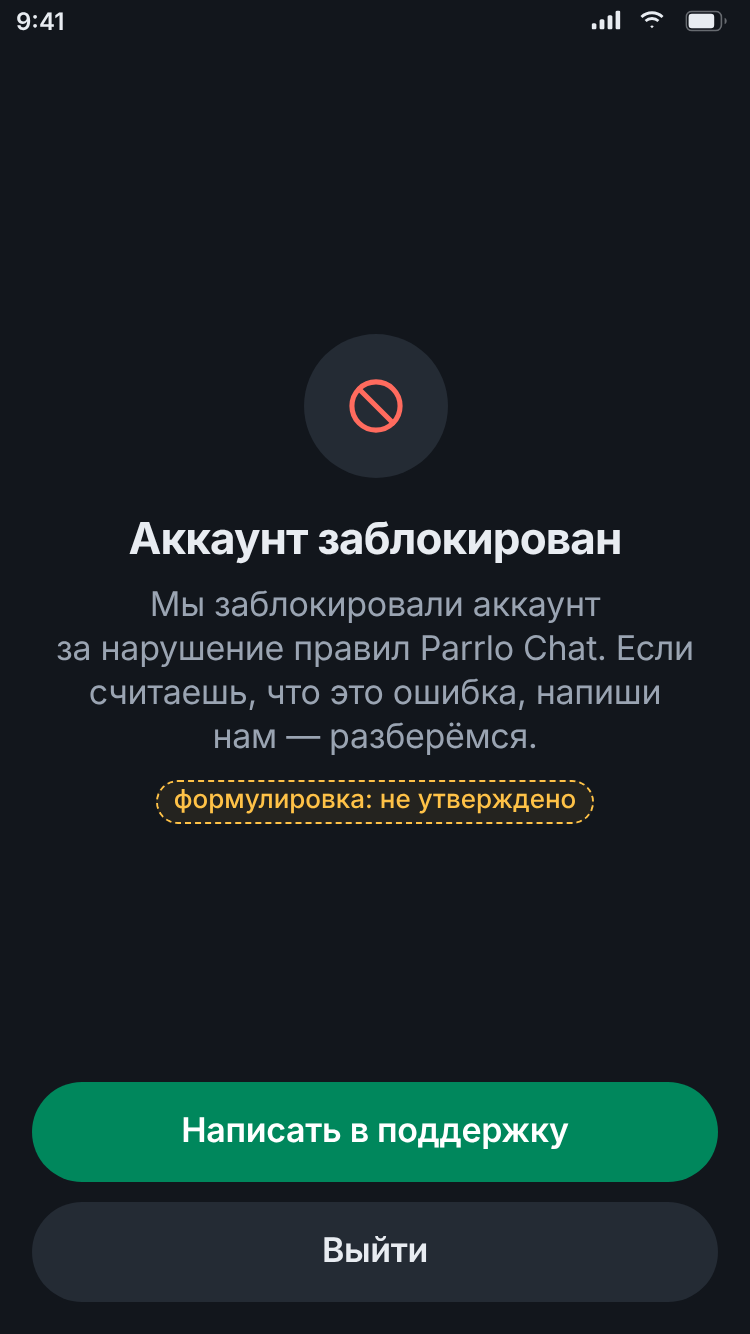 9:41
Аккаунт заблокирован
Мы заблокировали аккаунт
за нарушение правил Parrlo Chat. Если
считаешь, что это ошибка, напиши
нам — разберёмся.
формулировка: не утверждено
Написать в поддержку
Выйти